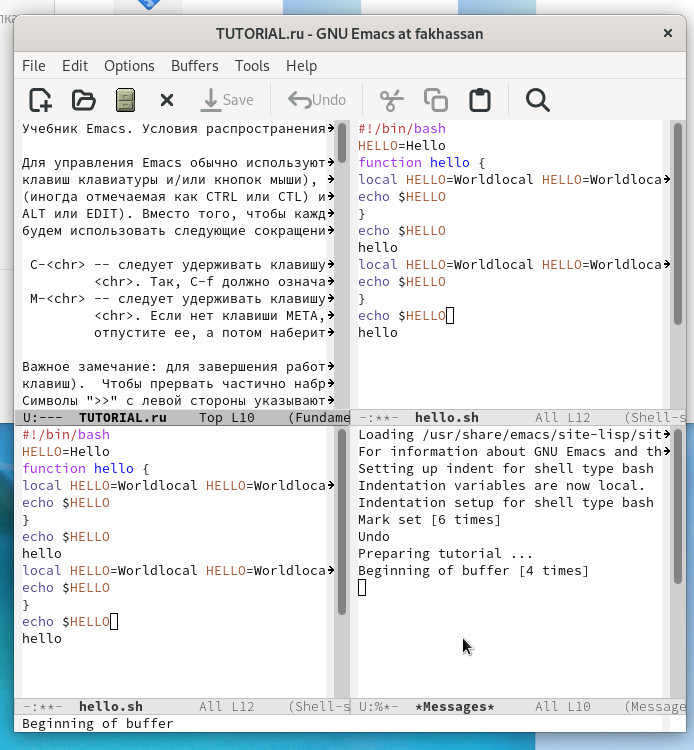 TUTORIAL.ru - GNU Emacs at fakhassan
File Edit Options Buffers Tools Help
Save Undo
Учебник Emacs. Условия распространения
Для управления Emacs обычно используют
клавиш клавиатуры и/или кнопок мыши),
(иногда отмечаемая как CTRL или CTL) и
ALT или EDIT). Вместо того, чтобы кажд
будем использовать следующие сокращени
C-<chr> -- следует удерживать клавишу
<chr>. Так, C-f должно означа
M-<chr> -- следует удерживать клавишу
<chr>. Если нет клавиши META,
отпустите ее, а потом наберит
Важное замечание: для завершения работ
клавиш).  Чтобы прервать частично набр
Символы ">>" с левой стороны указывают
U:---  TUTORIAL.ru    Top L10    (Fundame
#!/bin/bash
HELLO=Hello
function hello {
local HELLO=Worldlocal HELLO=Worldloca
echo $HELLO
}
echo $HELLO
hello
local HELLO=Worldlocal HELLO=Worldloca
echo $HELLO
}
echo $HELLO
hello
-:**-  hello.sh       All L12    (Shell-s
#!/bin/bash
HELLO=Hello
function hello {
local HELLO=Worldlocal HELLO=Worldloca
echo $HELLO
}
echo $HELLO
hello
local HELLO=Worldlocal HELLO=Worldloca
echo $HELLO
}
echo $HELLO
hello
-:**-  hello.sh       All L12    (Shell-s
Loading /usr/share/emacs/site-lisp/sit
For information about GNU Emacs and th
Setting up indent for shell type bash
Indentation variables are now local.
Indentation setup for shell type bash
Mark set [6 times]
Undo
Preparing tutorial ...
Beginning of buffer [4 times]
U:%*-  *Messages*     All L10    (Message
Beginning of buffer